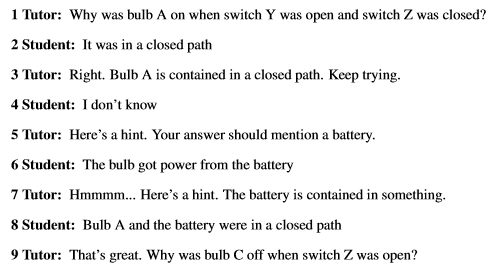 1 Tutor: Why was bulb A on when switch Y was open and switch Z was closed?
2 Student: It was in a closed path
3 Tutor: Right. Bulb A is contained in a closed path. Keep trying.
4 Student: I don't know
5 Tutor: Here's a hint. Your answer should mention a battery.
6 Student: The bulb got power from the battery
7 Tutor: Hmmmm... Here's a hint. The battery is contained in something.
8 Student: Bulb A and the battery were in a closed path
9 Tutor: That's great. Why was bulb C off when switch Z was open?